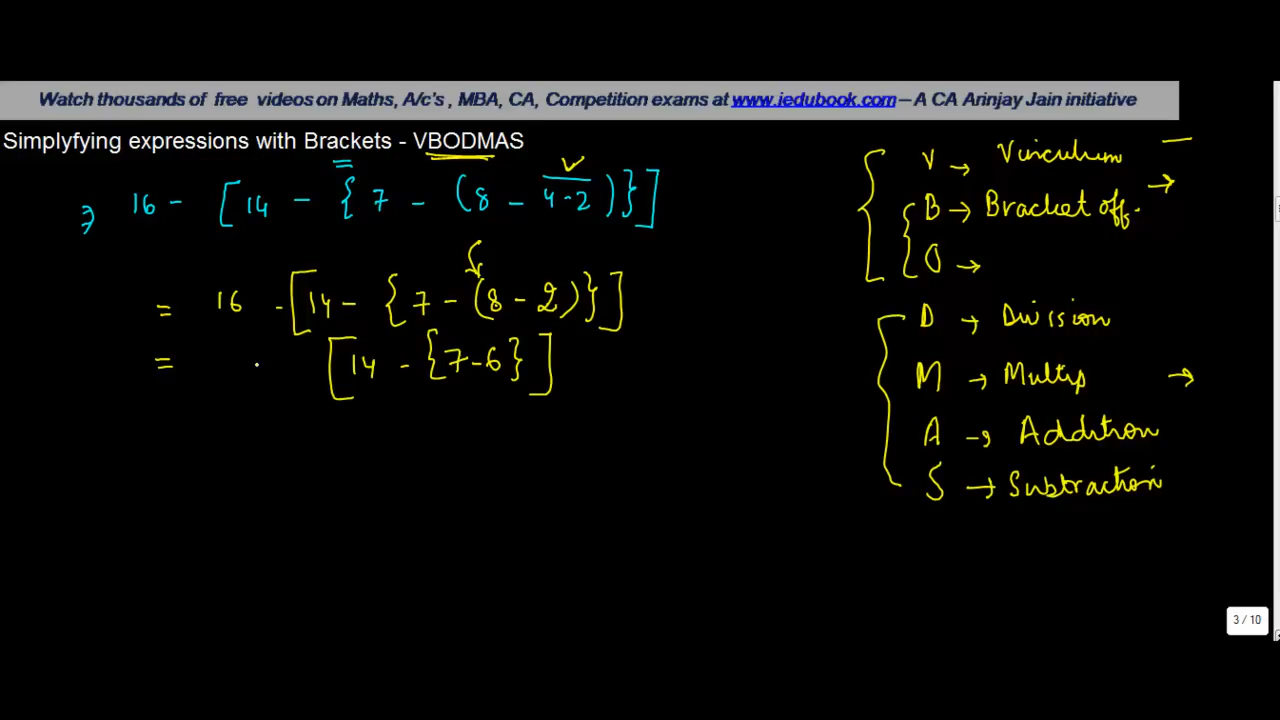 Watch thousands of free videos on Maths, A/c's , MBA, CA, Competition exams at www.iedubook.com – A CA Arinjay Jain initiative
Simplyfying expressions with Brackets - VBODMAS
⇒ 16 - [14 - {7 - (8 - 4-2)}]
= 16 - [14 - {7 - (8 - 2)}]
= [14 - {7-6}]
V → Vinculum —
B → Bracket off. →
O →
D → Division
M → Multip →
A → Addition
S → Subtraction
3 / 10